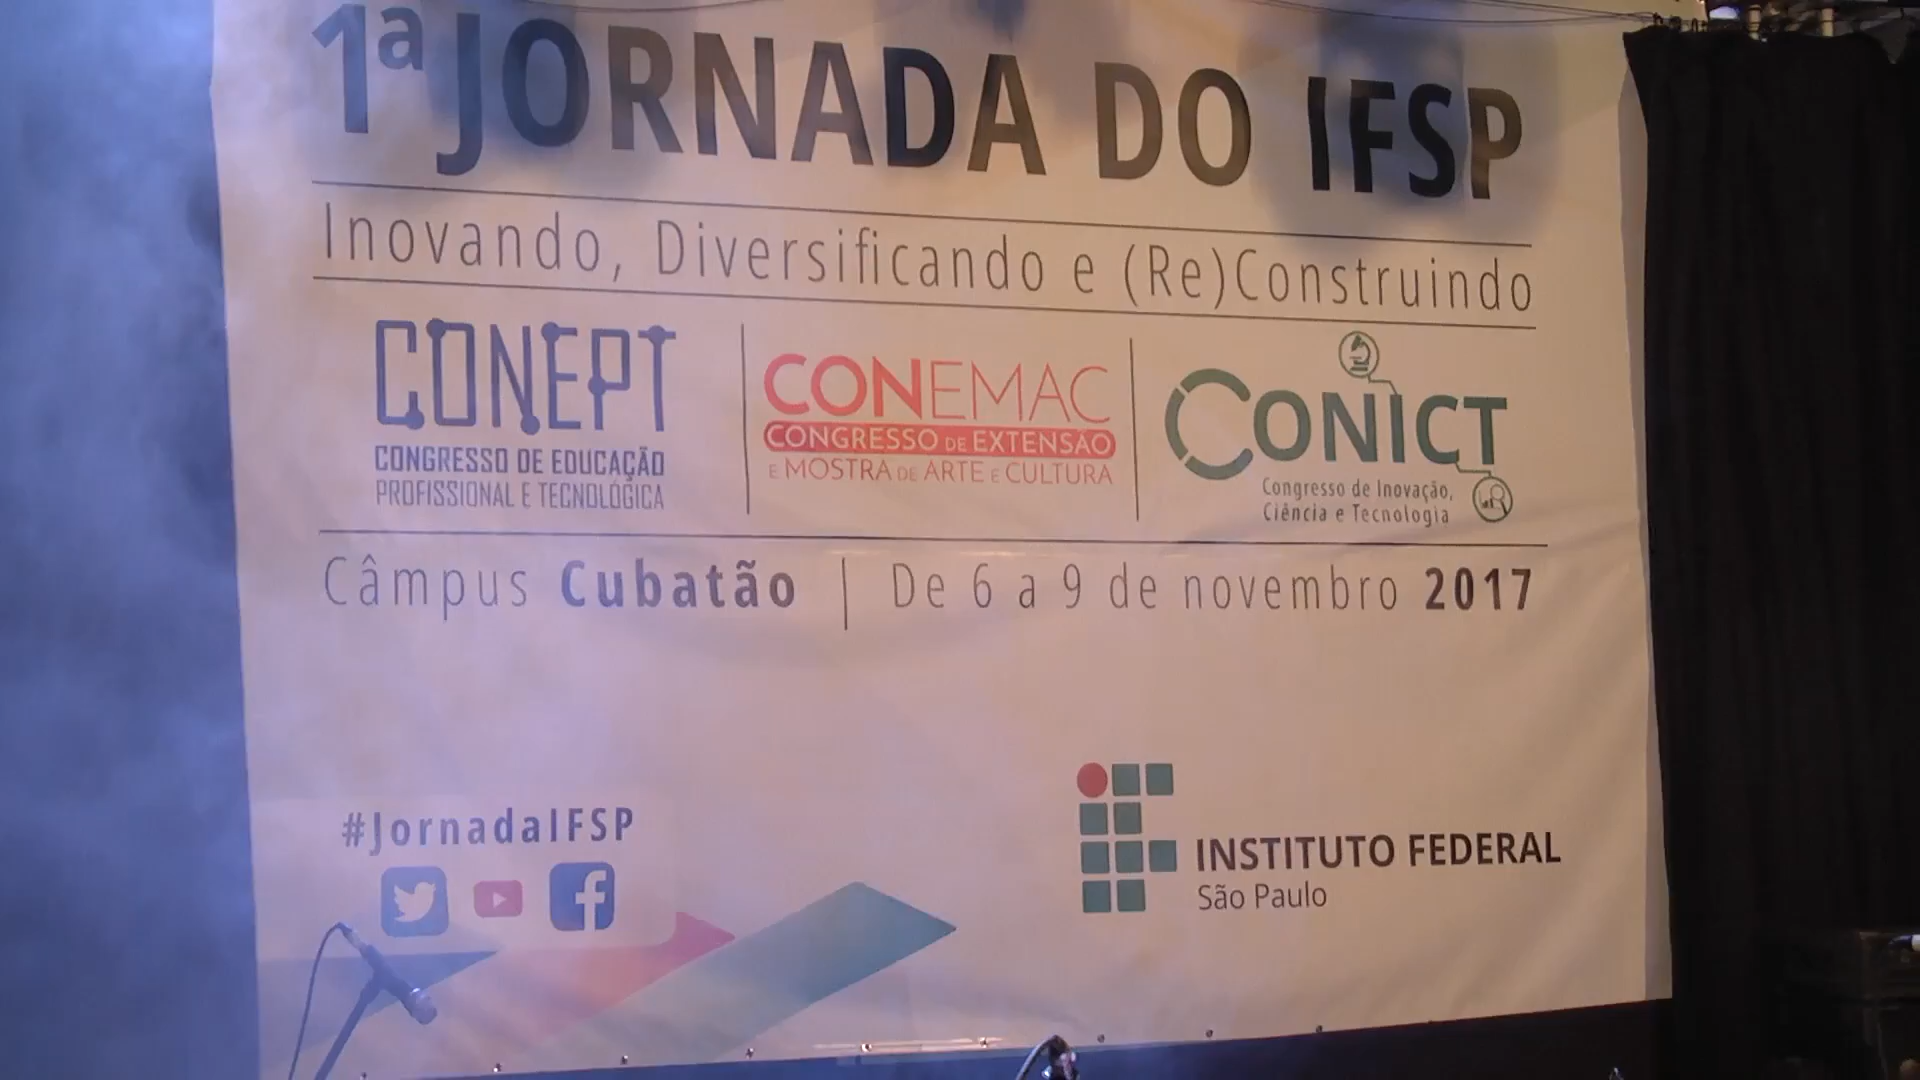 1ª JORNADA DO IFSP
Inovando, Diversificando e (Re)Construindo
CONEPT
CONGRESSO DE EDUCAÇÃO
PROFISSIONAL E TECNOLÓGICA
CONEMAC
CONGRESSO DE EXTENSÃO
E MOSTRA DE ARTE E CULTURA
CONICT
Congresso de Inovação,
Ciência e Tecnologia
Câmpus Cubatão | De 6 a 9 de novembro 2017
#JornadaIFSP
INSTITUTO FEDERAL
São Paulo